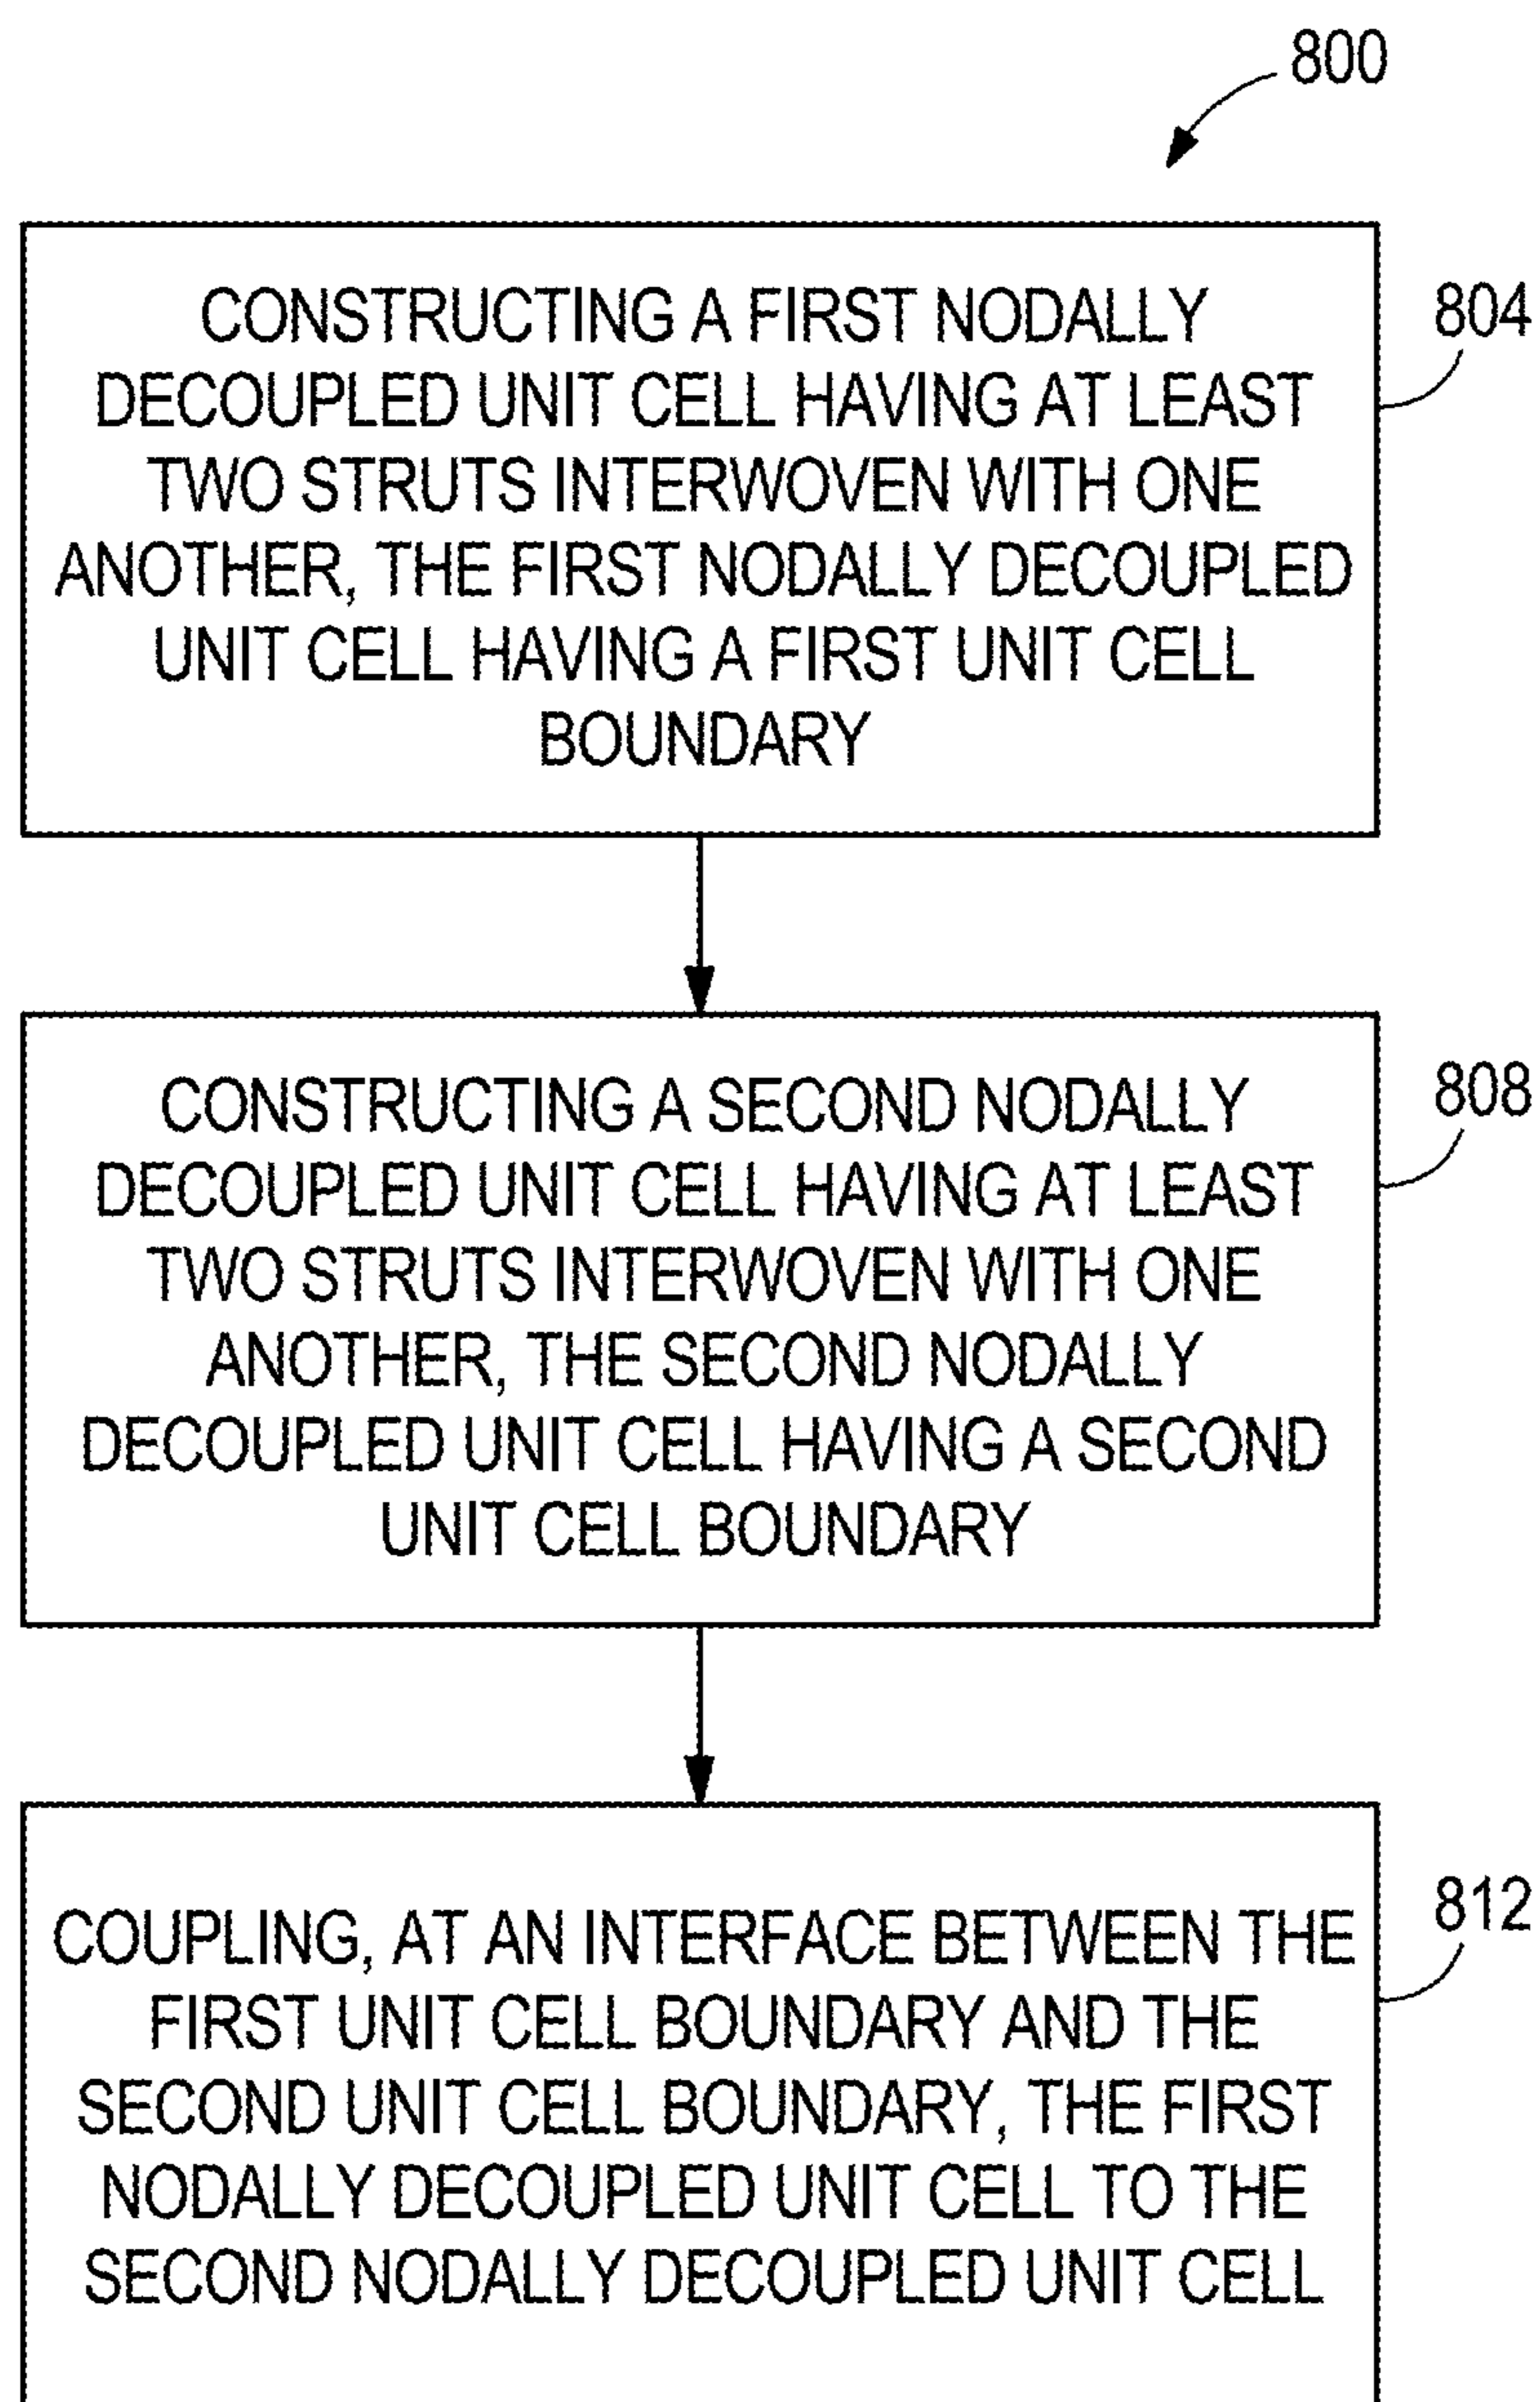 800
CONSTRUCTING A FIRST NODALLY
DECOUPLED UNIT CELL HAVING AT LEAST
TWO STRUTS INTERWOVEN WITH ONE
ANOTHER, THE FIRST NODALLY DECOUPLED
UNIT CELL HAVING A FIRST UNIT CELL
BOUNDARY
804
CONSTRUCTING A SECOND NODALLY
DECOUPLED UNIT CELL HAVING AT LEAST
TWO STRUTS INTERWOVEN WITH ONE
ANOTHER, THE SECOND NODALLY
DECOUPLED UNIT CELL HAVING A SECOND
UNIT CELL BOUNDARY
808
COUPLING, AT AN INTERFACE BETWEEN THE
FIRST UNIT CELL BOUNDARY AND THE
SECOND UNIT CELL BOUNDARY, THE FIRST
NODALLY DECOUPLED UNIT CELL TO THE
SECOND NODALLY DECOUPLED UNIT CELL
812